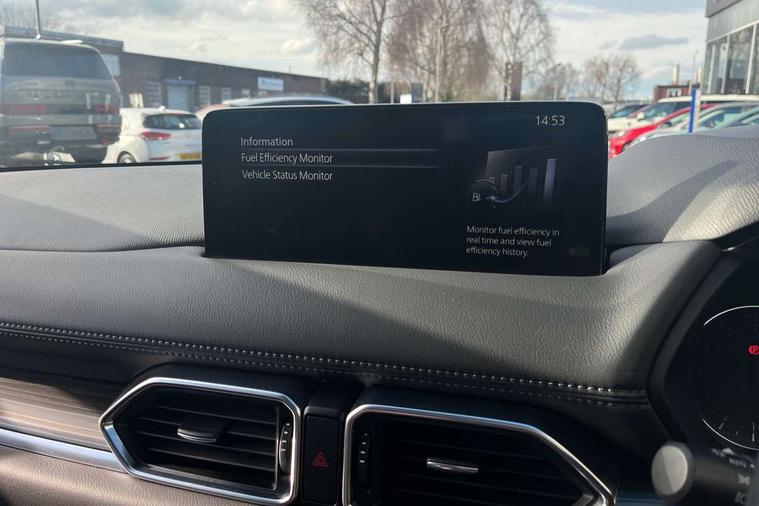 14:53
Information
Fuel Efficiency Monitor
Vehicle Status Monitor
Monitor fuel efficiency in
real time and view fuel
efficiency history.